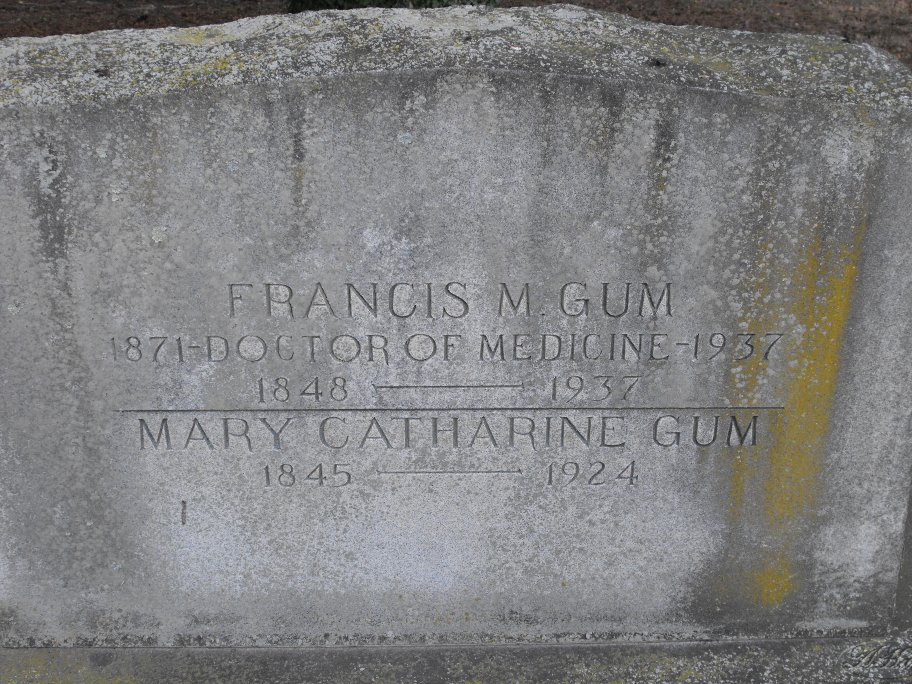 FRANCIS M. GUM
1871-DOCTOR OF MEDICINE-1937
1848 — 1937
MARY CATHARINE GUM
1845 — 1924